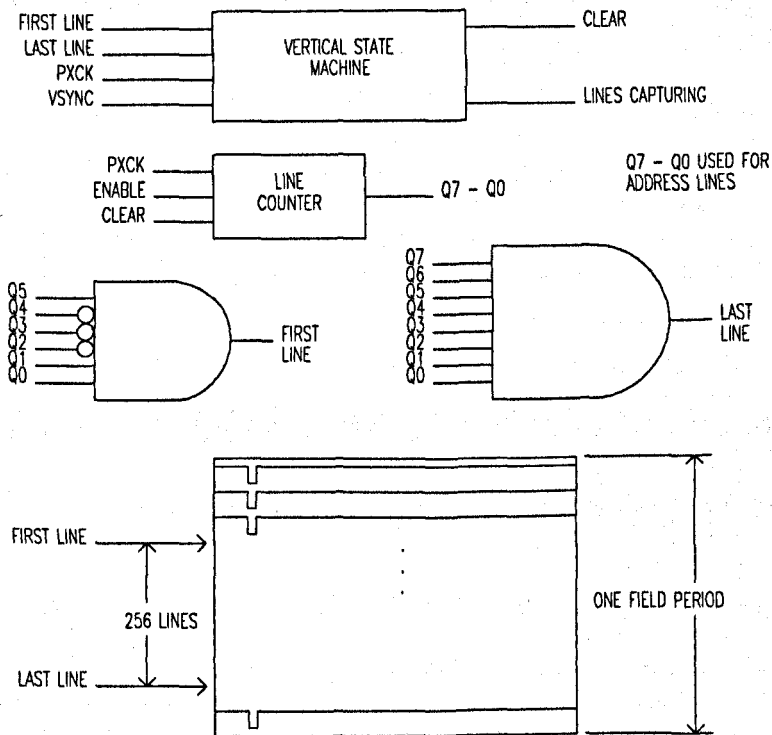 FIRST LINE
LAST LINE
PXCK
VSYNC
VERTICAL STATE
MACHINE
CLEAR
LINES CAPTURING
PXCK
ENABLE
CLEAR
LINE
COUNTER
Q7 - Q0
Q7 - Q0 USED FOR
ADDRESS LINES
Q5
Q4
Q3
Q2
Q1
Q0
FIRST
LINE
Q7
Q6
Q5
Q4
Q3
Q2
Q1
Q0
LAST
LINE
FIRST LINE
256 LINES
LAST LINE
ONE FIELD PERIOD